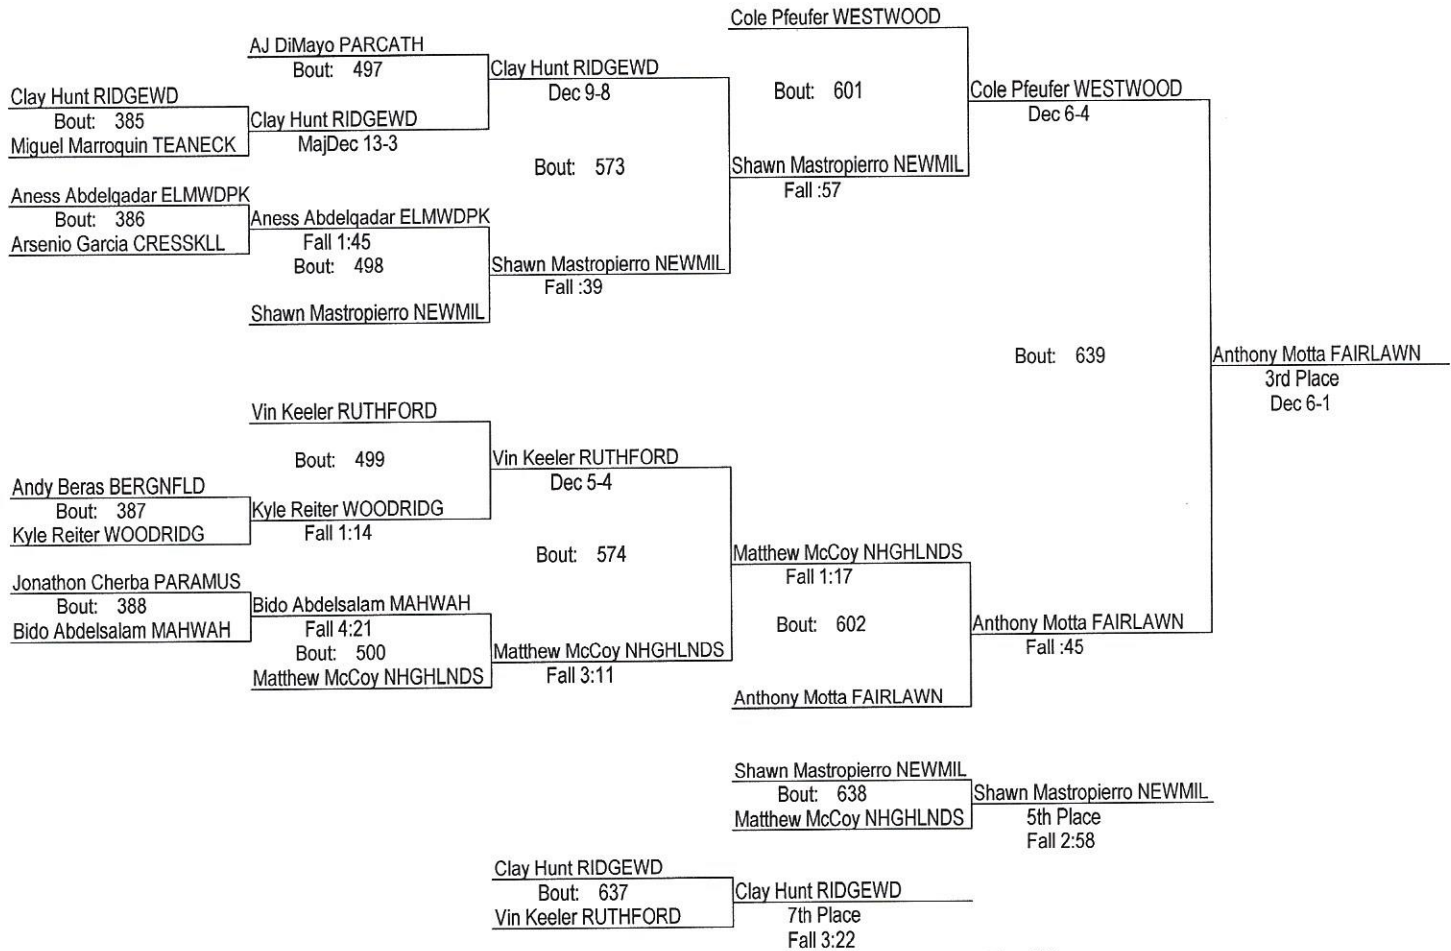 Cole Pfeufer WESTWOOD
AJ DiMayo PARCATH
Bout: 497
Clay Hunt RIDGEWD
Dec 9-8
Bout: 601
Cole Pfeufer WESTWOOD
Dec 6-4
Clay Hunt RIDGEWD
Bout: 385
Miguel Marroquin TEANECK
Clay Hunt RIDGEWD
MajDec 13-3
Bout: 573
Shawn Mastropierro NEWMIL
Fall :57
Aness Abdelqadar ELMWDPK
Bout: 386
Arsenio Garcia CRESSKLL
Aness Abdelqadar ELMWDPK
Fall 1:45
Bout: 498
Shawn Mastropierro NEWMIL
Fall :39
Shawn Mastropierro NEWMIL
Bout: 639
Anthony Motta FAIRLAWN
3rd Place
Dec 6-1
Vin Keeler RUTHFORD
Bout: 499
Vin Keeler RUTHFORD
Dec 5-4
Andy Beras BERGNFLD
Bout: 387
Kyle Reiter WOODRIDG
Kyle Reiter WOODRIDG
Fall 1:14
Bout: 574
Matthew McCoy NHGHLNDS
Fall 1:17
Jonathon Cherba PARAMUS
Bout: 388
Bido Abdelsalam MAHWAH
Bido Abdelsalam MAHWAH
Fall 4:21
Bout: 500
Matthew McCoy NHGHLNDS
Matthew McCoy NHGHLNDS
Fall 3:11
Bout: 602
Anthony Motta FAIRLAWN
Fall :45
Anthony Motta FAIRLAWN
Shawn Mastropierro NEWMIL
Bout: 638
Matthew McCoy NHGHLNDS
Shawn Mastropierro NEWMIL
5th Place
Fall 2:58
Clay Hunt RIDGEWD
Bout: 637
Vin Keeler RUTHFORD
Clay Hunt RIDGEWD
7th Place
Fall 3:22